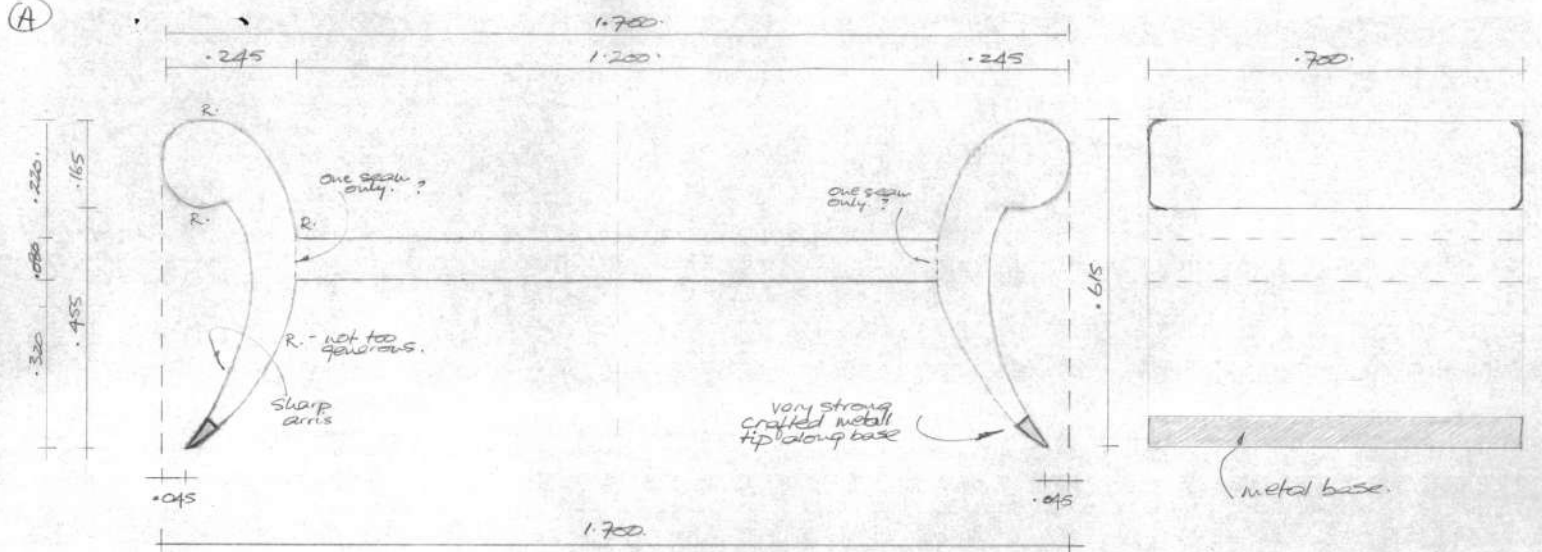 A
1.700.
.245
1.200.
.245
.700.
R.
.220.
.165
one seam
only. ?
one seam
only. ?
R.
R.
.080
.615
.455
.320
R. - not too
generous.
sharp
arris
very strong
crafted metal
tip along base
.045
.045
metal base.
1.700.